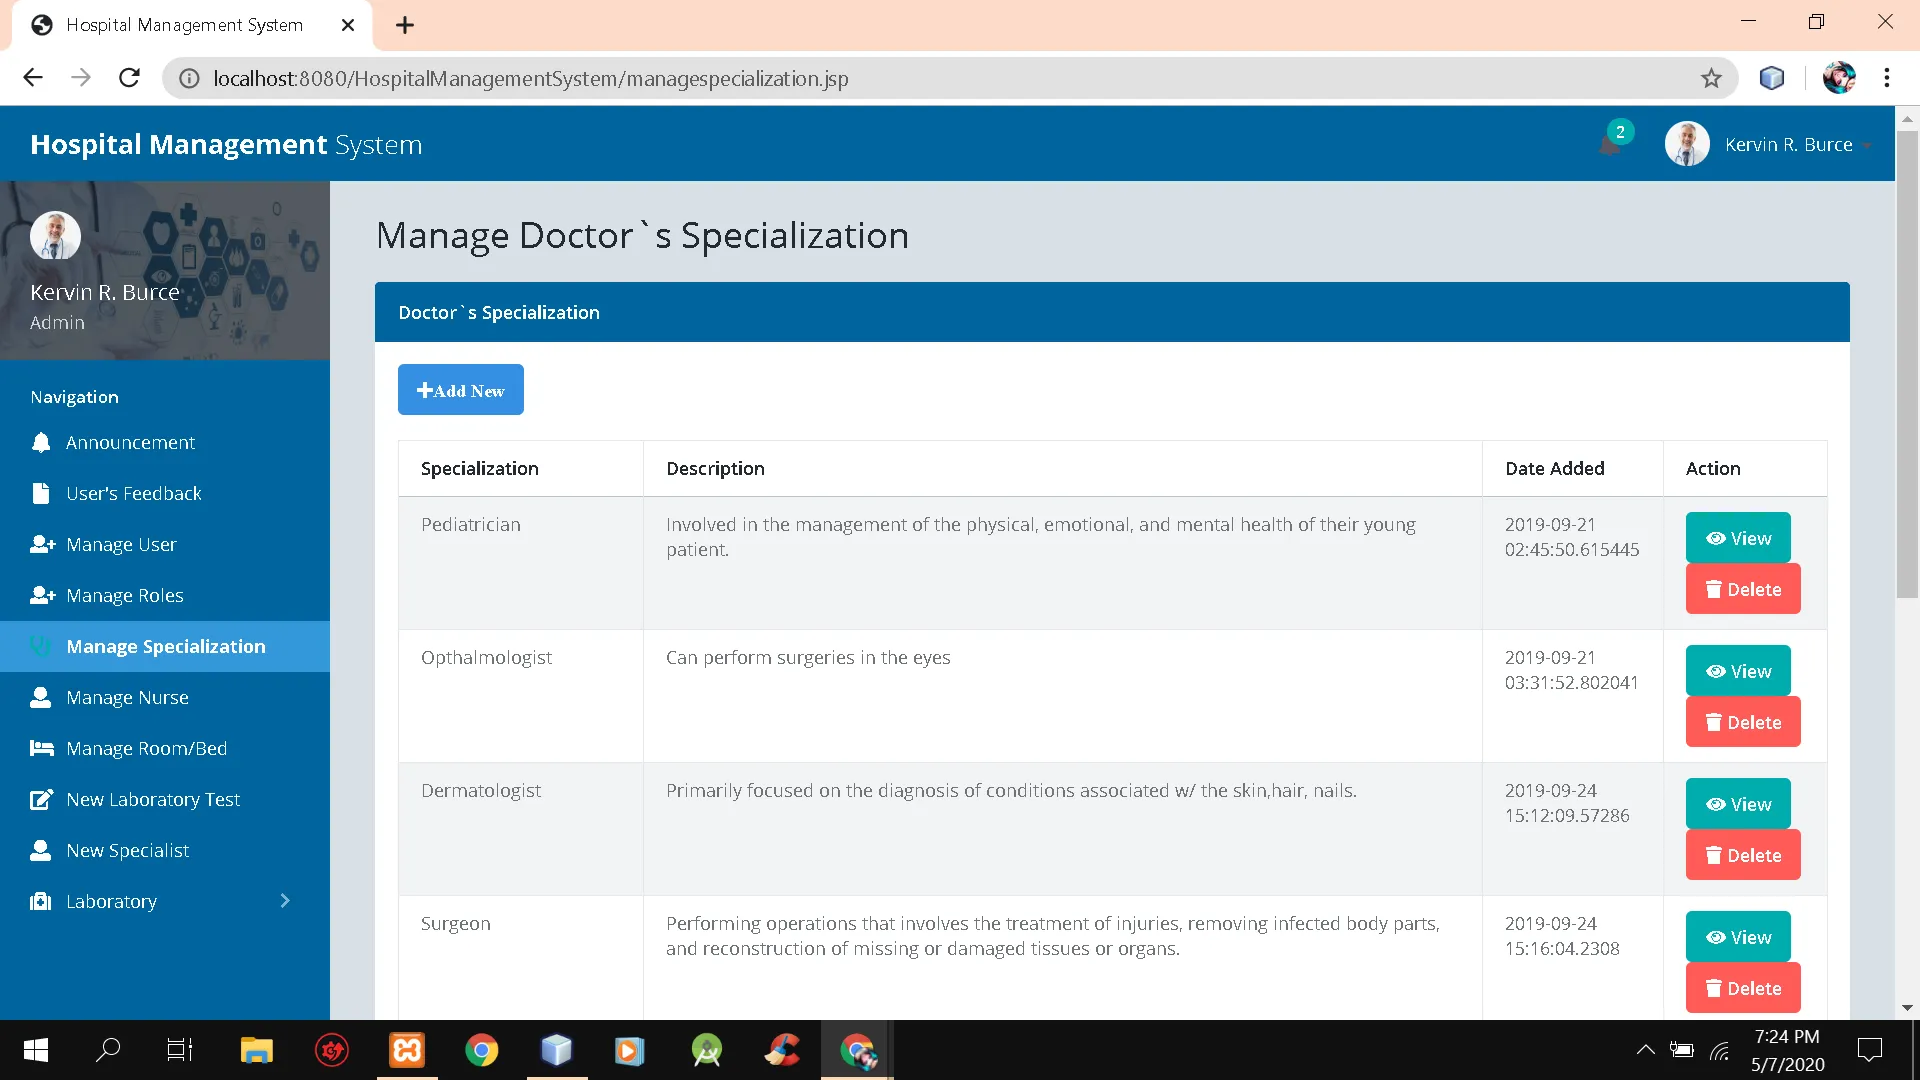 Hospital Management System
localhost:8080/HospitalManagementSystem/managespecialization.jsp
Hospital Management System
2
Kervin R. Burce
Kervin R. Burce
Admin
Navigation
Announcement
User's Feedback
Manage User
Manage Roles
Manage Specialization
Manage Nurse
Manage Room/Bed
New Laboratory Test
New Specialist
Laboratory
Manage Doctor`s Specialization
Doctor`s Specialization
Add New
Specialization Description Date Added Action
Pediatrician
Involved in the management of the physical, emotional, and mental health of their young
patient.
2019-09-21
02:45:50.615445
View
Delete
Opthalmologist
Can perform surgeries in the eyes
2019-09-21
03:31:52.802041
View
Delete
Dermatologist
Primarily focused on the diagnosis of conditions associated w/ the skin,hair, nails.
2019-09-24
15:12:09.57286
View
Delete
Surgeon
Performing operations that involves the treatment of injuries, removing infected body parts,
and reconstruction of missing or damaged tissues or organs.
2019-09-24
15:16:04.2308
View
Delete
7:24 PM
5/7/2020